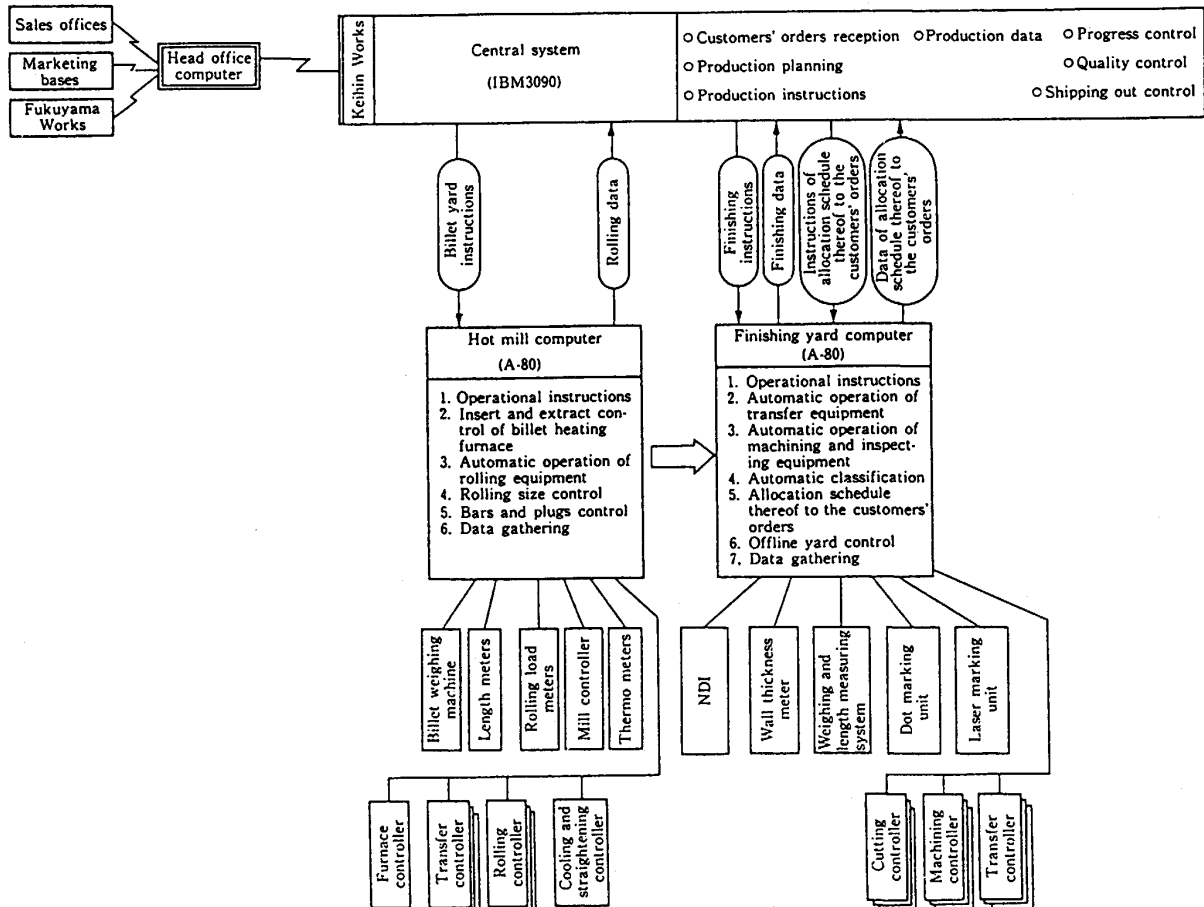 Sales offices
Marketing
bases
Fukuyama
Works
Head office
computer
Keihin Works
Central system
(IBM3090)
○ Customers' orders reception ○ Production data ○ Progress control
○ Production planning ○ Quality control
○ Production instructions ○ Shipping out control
Billet yard
instructions
Rolling data
Finishing
instructions
Finishing data
Instructions of
allocation schedule
thereof to the
customers' orders
Data of allocation
schedule thereof to
the customers'
orders
Hot mill computer
(A-80)
1. Operational instructions
2. Insert and extract con-
trol of billet heating
furnace
3. Automatic operation of
rolling equipment
4. Rolling size control
5. Bars and plugs control
6. Data gathering
Finishing yard computer
(A-80)
1. Operational instructions
2. Automatic operation of
transfer equipment
3. Automatic operation of
machining and inspect-
ing equipment
4. Automatic classification
5. Allocation schedule
thereof to the customers'
orders
6. Offline yard control
7. Data gathering
Billet weighing
machine
Length meters
Rolling load
meters
Mill controller
Thermo meters
NDI
Wall thickness
meter
Weighing and
length measuring
system
Dot marking
unit
Laser marking
unit
Furnace
controller
Transfer
controller
Rolling
controller
Cooling and
straightening
controller
Cutting
controller
Machining
controller
Transfer
controller